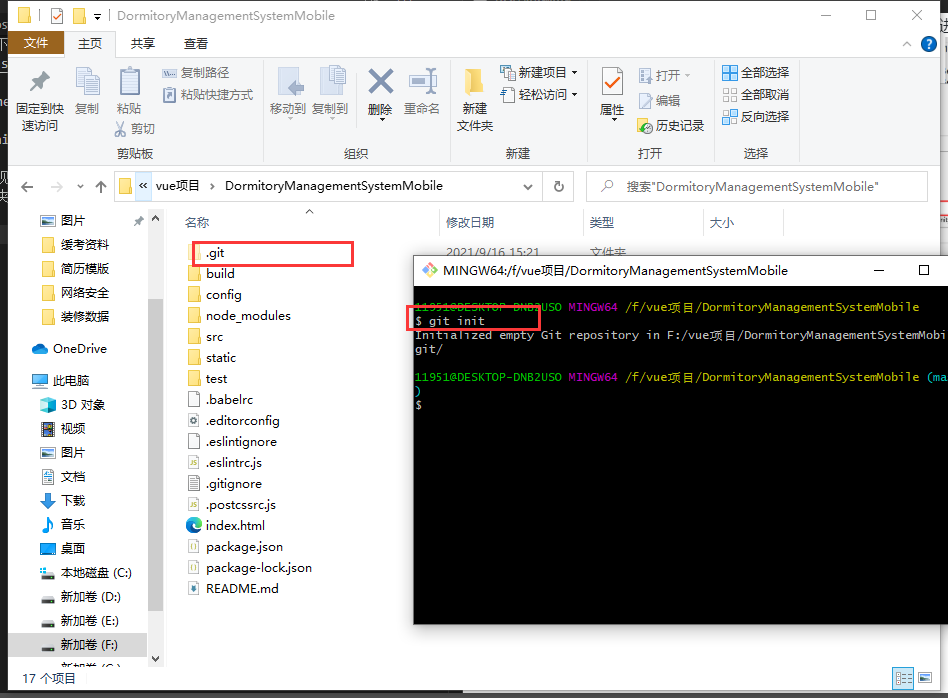 DormitoryManagementSystemMobile
文件 主页 共享 查看
固定到快速访问 复制 粘贴 复制路径 粘贴快捷方式 剪切
移动到 复制到 删除 重命名
新建文件夹 新建项目 轻松访问
属性 打开 编辑 历史记录
全部选择 全部取消 反向选择
剪贴板 组织 新建 打开 选择
« vue项目 › DormitoryManagementSystemMobile
搜索"DormitoryManagementSystemMobile"
图片
缓考资料
简历模版
网络安全
装修数据
OneDrive
此电脑
3D 对象
视频
图片
文档
下载
音乐
桌面
本地磁盘 (C:)
新加卷 (D:)
新加卷 (E:)
新加卷 (F:)
名称 修改日期 类型 大小
.git 2021/9/16 15:21 文件夹
build
config
node_modules
src
static
test
.babelrc
.editorconfig
.eslintignore
.eslintrc.js
.gitignore
.postcssrc.js
index.html
package.json
package-lock.json
README.md
MINGW64:/f/vue项目/DormitoryManagementSystemMobile
11951@DESKTOP-DNB2USO MINGW64 /f/vue项目/DormitoryManagementSystemMobile
$ git init
Initialized empty Git repository in F:/vue项目/DormitoryManagementSystemMobi
git/
11951@DESKTOP-DNB2USO MINGW64 /f/vue项目/DormitoryManagementSystemMobile (ma
)
$
17 个项目